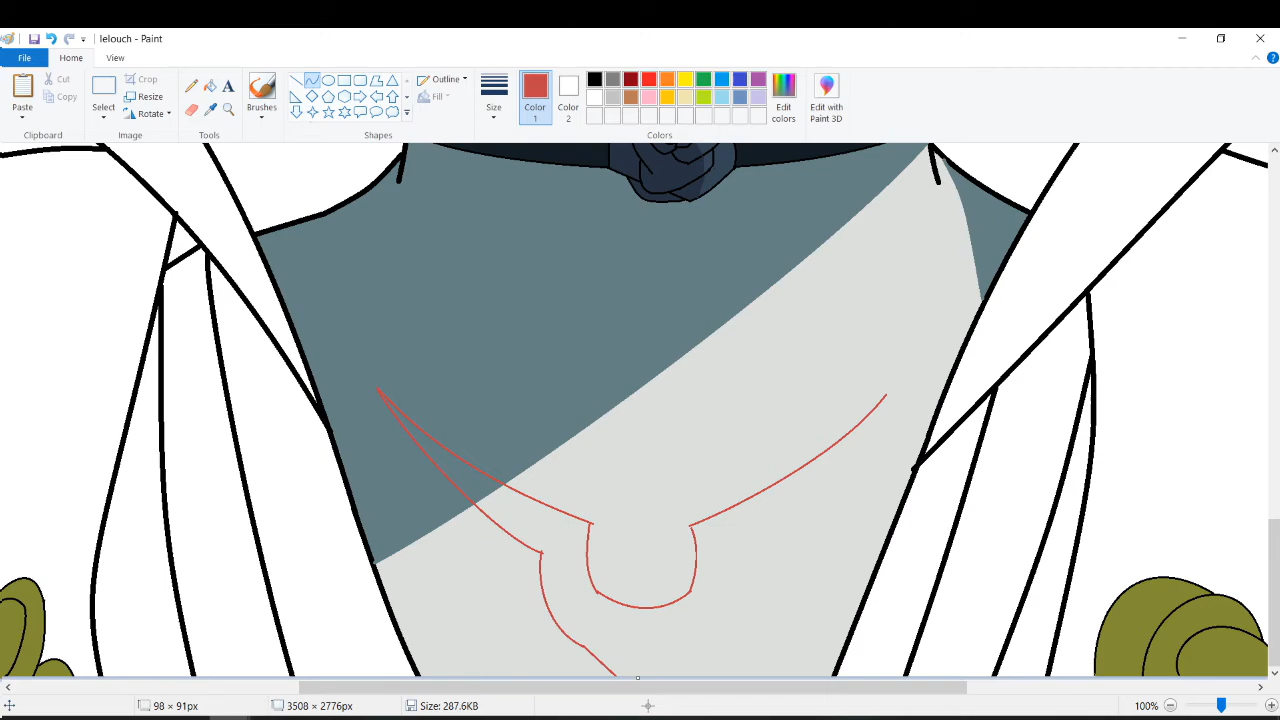 lelouch - Paint
File
Home
View
Paste
Cut
Copy
Clipboard
Select
Crop
Resize
Rotate
Image
A
Tools
Brushes
Outline
Fill
Shapes
Size
Color
1
Color
2
Edit
colors
Colors
Edit with
Paint 3D
98 × 91px
3508 × 2776px
Size: 287.6KB
100%